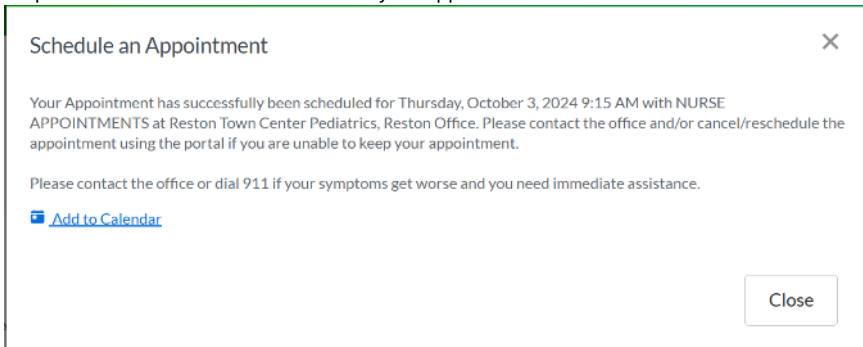 Schedule an Appointment
Your Appointment has successfully been scheduled for Thursday, October 3, 2024 9:15 AM with NURSE
APPOINTMENTS at Reston Town Center Pediatrics, Reston Office. Please contact the office and/or cancel/reschedule the
appointment using the portal if you are unable to keep your appointment.
Please contact the office or dial 911 if your symptoms get worse and you need immediate assistance.
Add to Calendar
Close